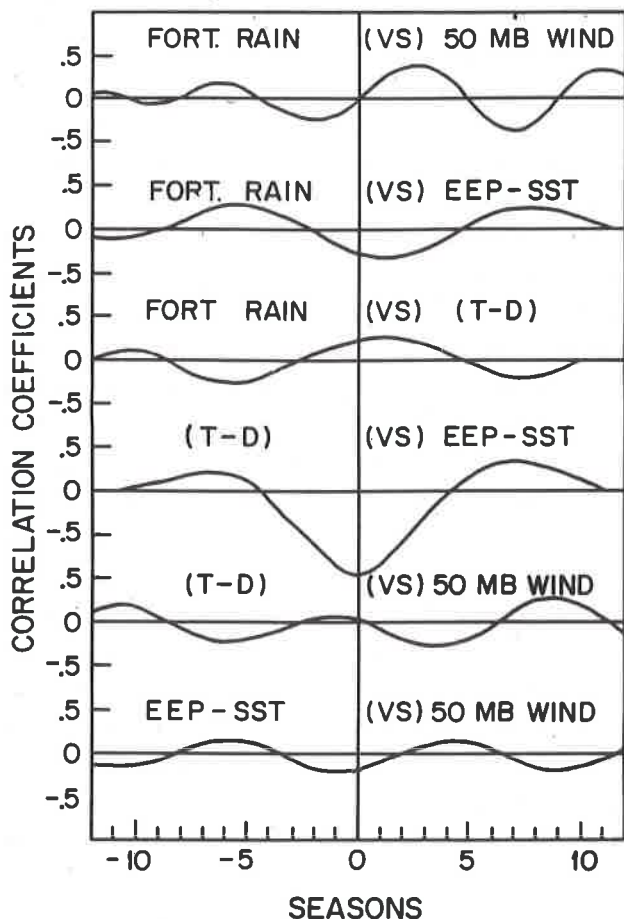 FORT. RAIN (VS) 50 MB WIND
.5
0
-.5
FORT. RAIN (VS) EEP-SST
.5
0
-.5
FORT RAIN (VS) (T-D)
.5
0
-.5
(T-D) (VS) EEP-SST
.5
0
-.5
(T-D) (VS) 50 MB WIND
.5
0
-.5
EEP-SST (VS) 50 MB WIND
.5
0
-.5
CORRELATION COEFFICIENTS
-10 -5 0 5 10
SEASONS